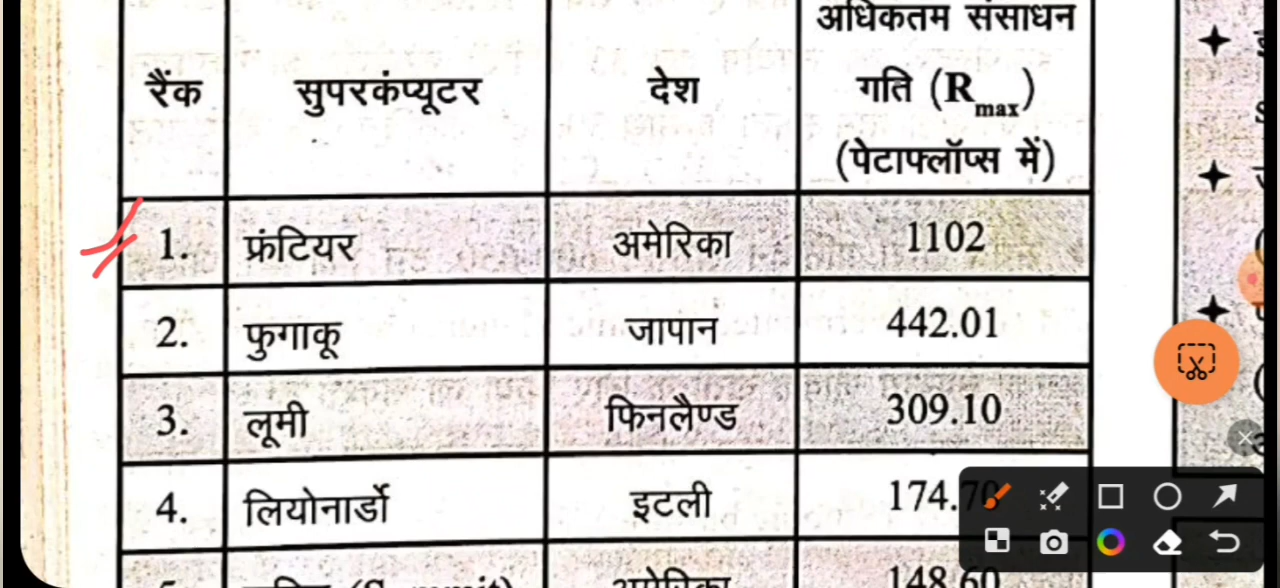 अधिकतम संसाधन
रैंक सुपरकंप्यूटर देश गति (Rmax)
(पेटाफ्लॉप्स में)
1. फ्रंटियर अमेरिका 1102
2. फुगाकू जापान 442.01
3. लूमी फिनलैण्ड 309.10
4. लियोनार्डो इटली 174.70
148.60